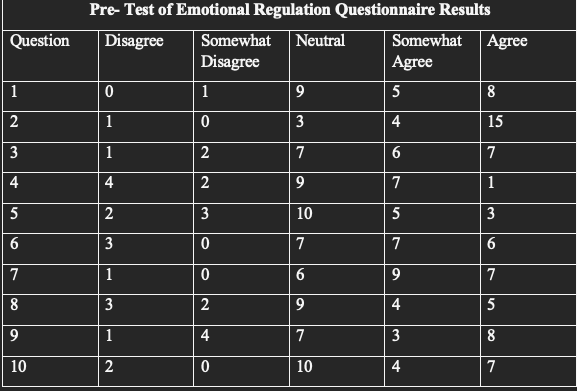 Pre- Test of Emotional Regulation Questionnaire Results
Question Disagree Somewhat Disagree Neutral Somewhat Agree Agree
1 0 1 9 5 8
2 1 0 3 4 15
3 1 2 7 6 7
4 4 2 9 7 1
5 2 3 10 5 3
6 3 0 7 7 6
7 1 0 6 9 7
8 3 2 9 4 5
9 1 4 7 3 8
10 2 0 10 4 7